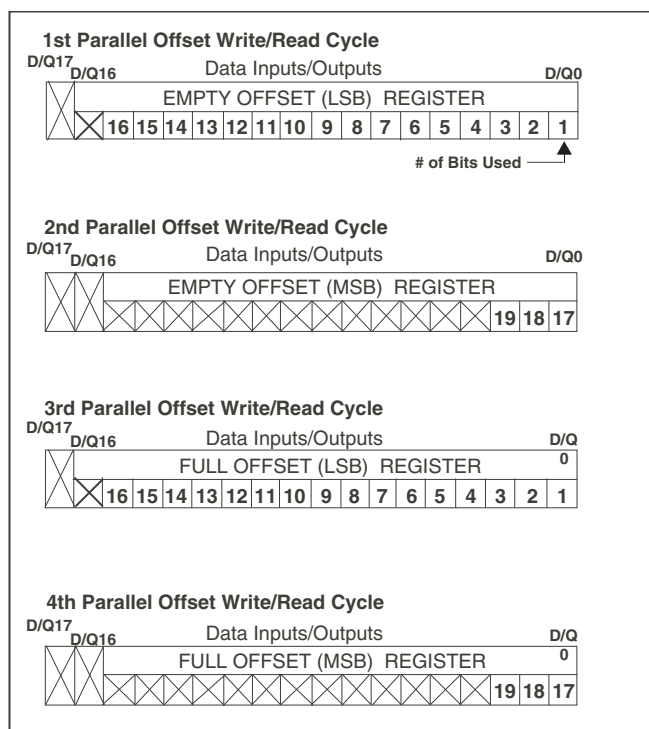 1st Parallel Offset Write/Read Cycle
D/Q17 D/Q16 Data Inputs/Outputs D/Q0
EMPTY OFFSET (LSB) REGISTER
16 15 14 13 12 11 10 9 8 7 6 5 4 3 2 1
# of Bits Used
2nd Parallel Offset Write/Read Cycle
D/Q17 D/Q16 Data Inputs/Outputs D/Q0
EMPTY OFFSET (MSB) REGISTER
19 18 17
3rd Parallel Offset Write/Read Cycle
D/Q17 D/Q16 Data Inputs/Outputs D/Q
FULL OFFSET (LSB) REGISTER 0
16 15 14 13 12 11 10 9 8 7 6 5 4 3 2 1
4th Parallel Offset Write/Read Cycle
D/Q17 D/Q16 Data Inputs/Outputs D/Q
FULL OFFSET (MSB) REGISTER 0
19 18 17